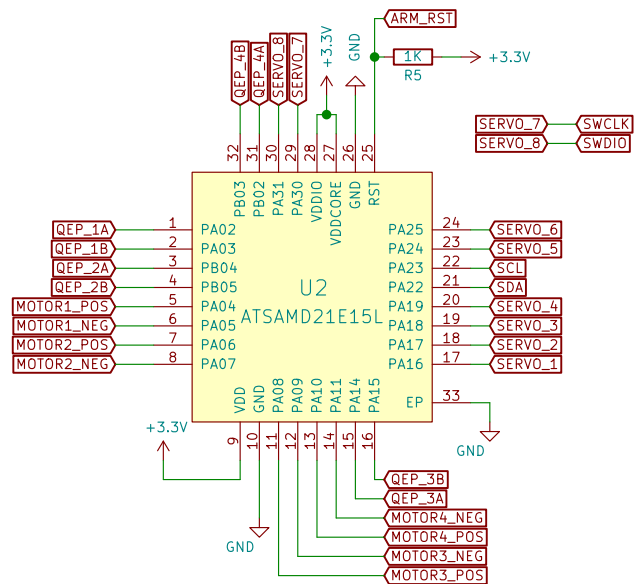 ARM_RST
1K
R5
+3.3V
GND
+3.3V
QEP_4B
QEP_4A
SERVO_8
SERVO_7
SERVO_7 SWCLK
SERVO_8 SWDIO
32 31 30 29 28 27 26 25
PB03 PB02 PA31 PA30 VDDIO VDDCORE GND RST
QEP_1A 1 PA02
QEP_1B 2 PA03
QEP_2A 3 PB04
QEP_2B 4 PB05
MOTOR1_POS 5 PA04
MOTOR1_NEG 6 PA05
MOTOR2_POS 7 PA06
MOTOR2_NEG 8 PA07
U2
ATSAMD21E15L
PA25 24 SERVO_6
PA24 23 SERVO_5
PA23 22 SCL
PA22 21 SDA
PA19 20 SERVO_4
PA18 19 SERVO_3
PA17 18 SERVO_2
PA16 17 SERVO_1
EP 33
GND
VDD GND PA08 PA09 PA10 PA11 PA14 PA15
9 10 11 12 13 14 15 16
+3.3V
GND
QEP_3B
QEP_3A
MOTOR4_NEG
MOTOR4_POS
MOTOR3_NEG
MOTOR3_POS